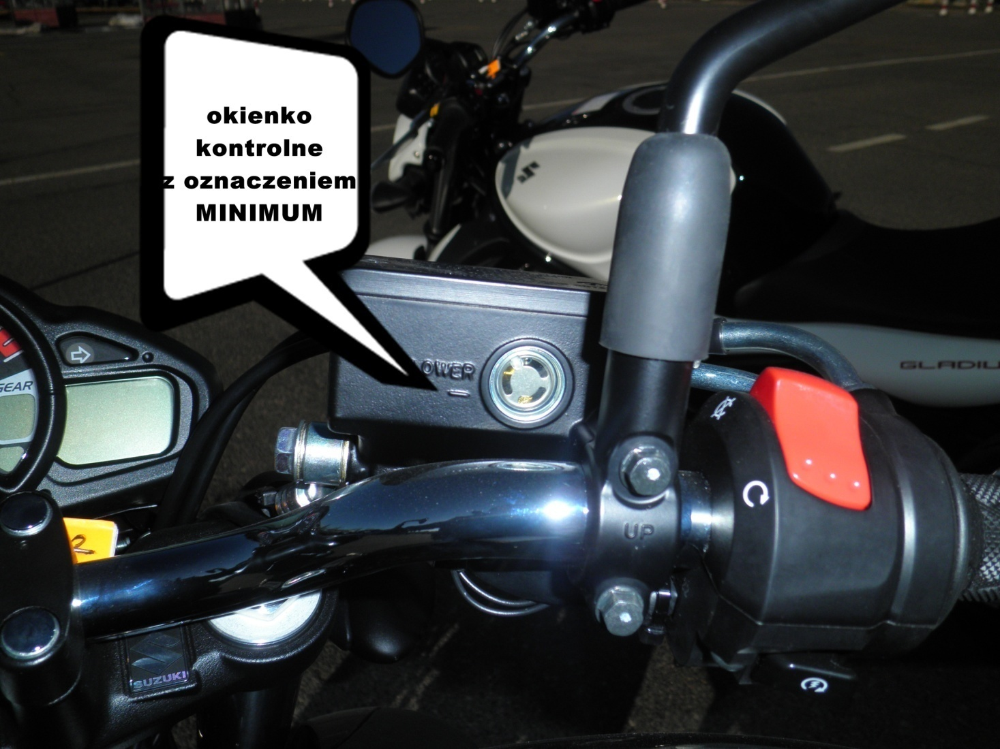 okienko
kontrolne
z oznaczeniem
MINIMUM
LOWER
GEAR
UP
SUZUKI